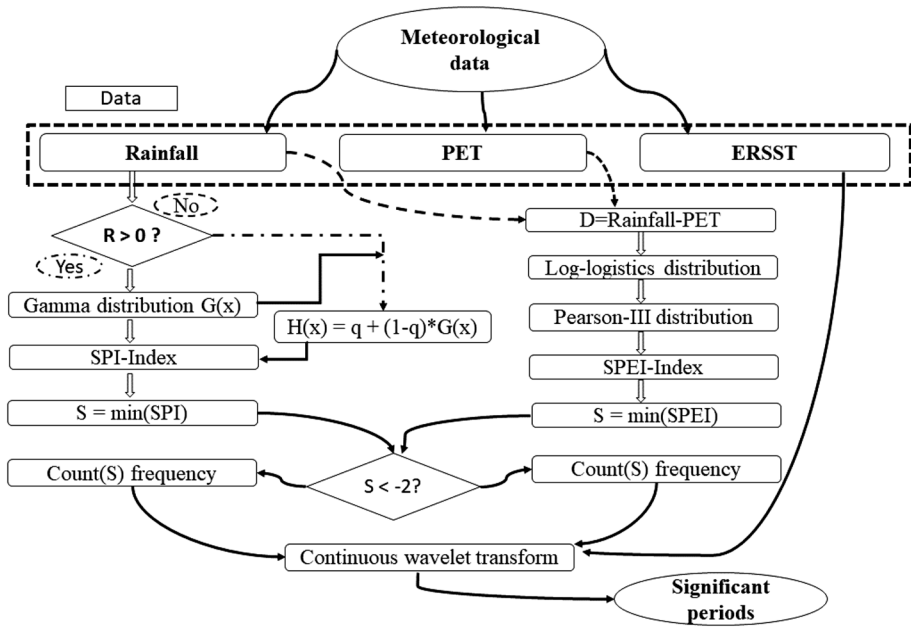 Meteorological
data
Data
Rainfall
PET
ERSST
No
R > 0 ?
Yes
D=Rainfall-PET
Log-logistics distribution
Gamma distribution G(x)
H(x) = q + (1-q)*G(x)
Pearson-III distribution
SPI-Index
SPEI-Index
S = min(SPI)
S = min(SPEI)
Count(S) frequency
S < -2?
Count(S) frequency
Continuous wavelet transform
Significant
periods